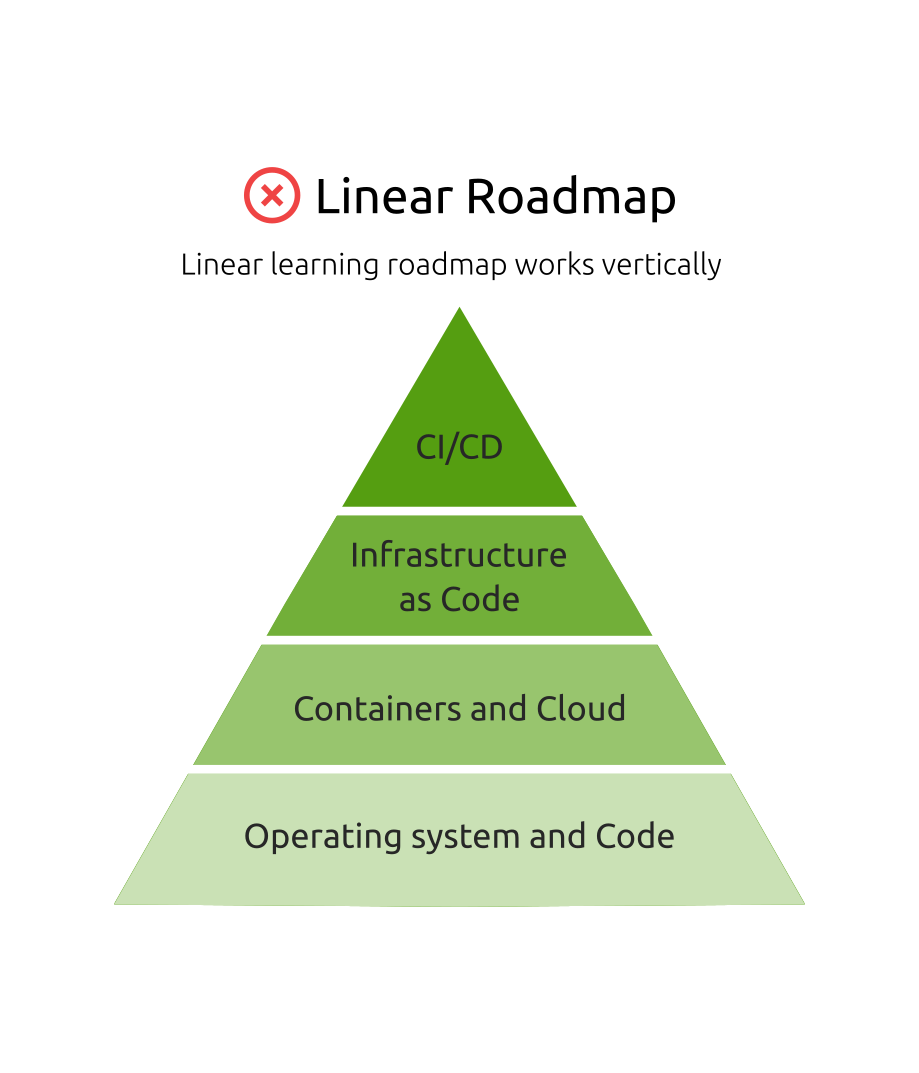 Linear Roadmap
Linear learning roadmap works vertically
CI/CD
Infrastructure
as Code
Containers and Cloud
Operating system and Code